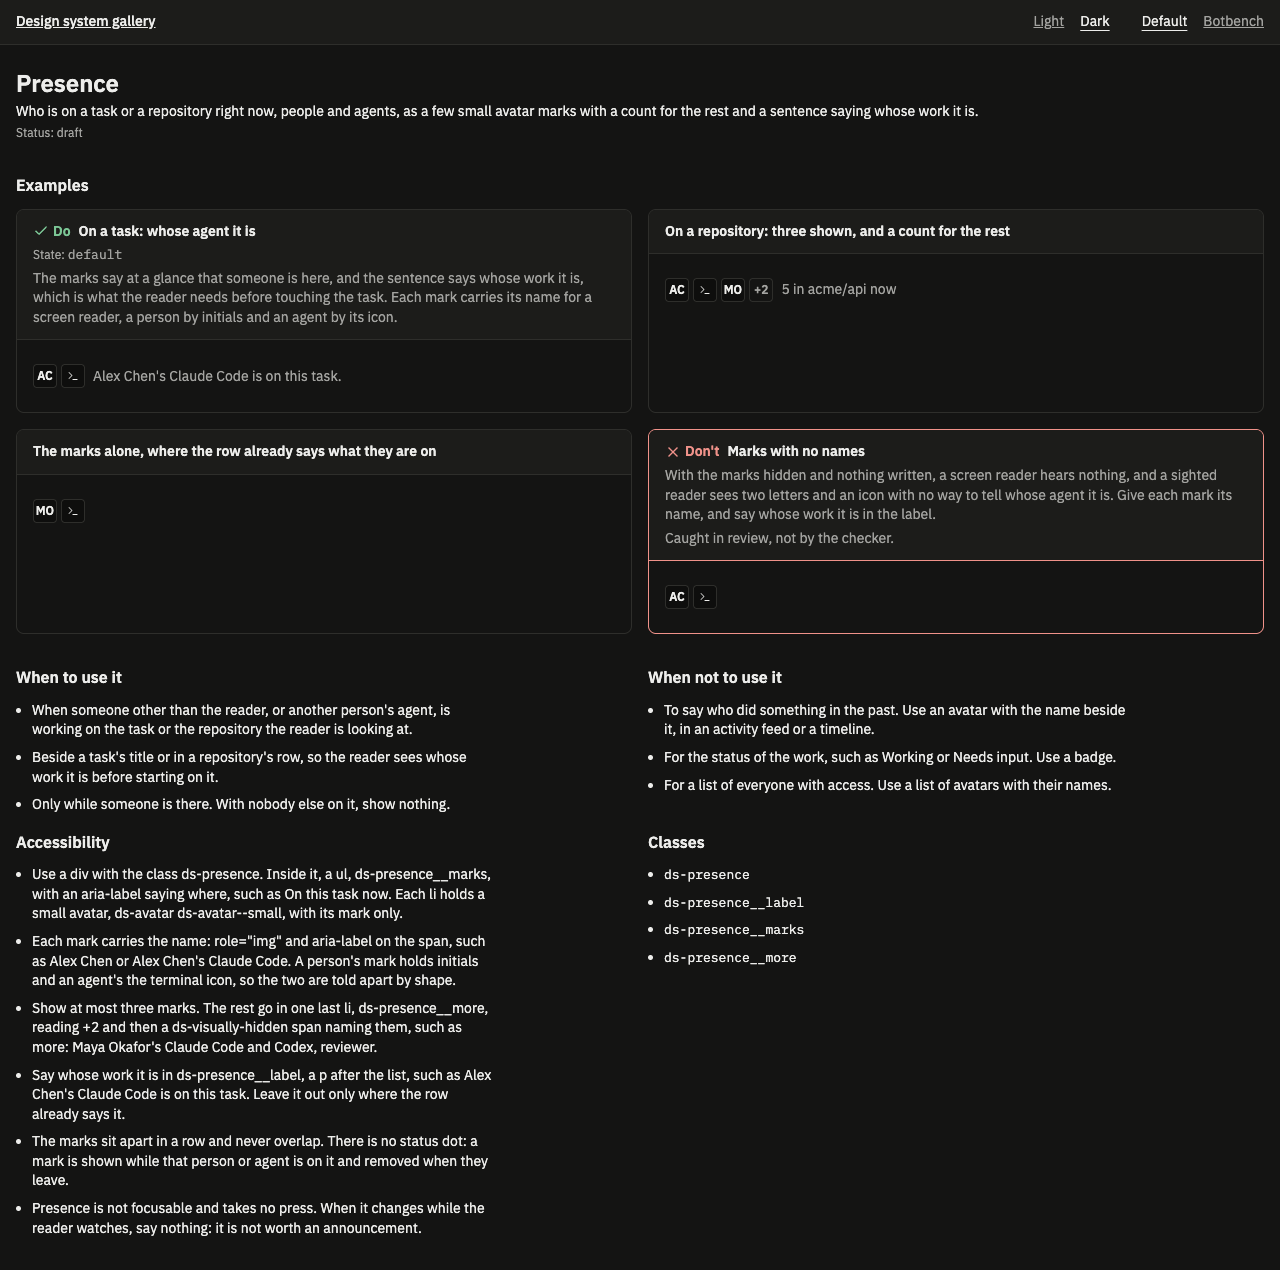 Design system gallery
Light Dark Default Botbench
Presence
Who is on a task or a repository right now, people and agents, as a few small avatar marks with a count for the rest and a sentence saying whose work it is.
Status: draft
Examples
Do On a task: whose agent it is
State: default
The marks say at a glance that someone is here, and the sentence says whose work it is,
which is what the reader needs before touching the task. Each mark carries its name for a
screen reader, a person by initials and an agent by its icon.
AC Alex Chen's Claude Code is on this task.
On a repository: three shown, and a count for the rest
AC MO +2 5 in acme/api now
The marks alone, where the row already says what they are on
MO
Don't Marks with no names
With the marks hidden and nothing written, a screen reader hears nothing, and a sighted
reader sees two letters and an icon with no way to tell whose agent it is. Give each mark its
name, and say whose work it is in the label.
Caught in review, not by the checker.
AC
When to use it
When someone other than the reader, or another person's agent, is
working on the task or the repository the reader is looking at.
Beside a task's title or in a repository's row, so the reader sees whose
work it is before starting on it.
Only while someone is there. With nobody else on it, show nothing.
When not to use it
To say who did something in the past. Use an avatar with the name beside
it, in an activity feed or a timeline.
For the status of the work, such as Working or Needs input. Use a badge.
For a list of everyone with access. Use a list of avatars with their names.
Accessibility
Use a div with the class ds-presence. Inside it, a ul, ds-presence__marks,
with an aria-label saying where, such as On this task now. Each li holds a
small avatar, ds-avatar ds-avatar--small, with its mark only.
Each mark carries the name: role="img" and aria-label on the span, such
as Alex Chen or Alex Chen's Claude Code. A person's mark holds initials
and an agent's the terminal icon, so the two are told apart by shape.
Show at most three marks. The rest go in one last li, ds-presence__more,
reading +2 and then a ds-visually-hidden span naming them, such as
more: Maya Okafor's Claude Code and Codex, reviewer.
Say whose work it is in ds-presence__label, a p after the list, such as Alex
Chen's Claude Code is on this task. Leave it out only where the row
already says it.
The marks sit apart in a row and never overlap. There is no status dot: a
mark is shown while that person or agent is on it and removed when they
leave.
Presence is not focusable and takes no press. When it changes while the
reader watches, say nothing: it is not worth an announcement.
Classes
ds-presence
ds-presence__label
ds-presence__marks
ds-presence__more